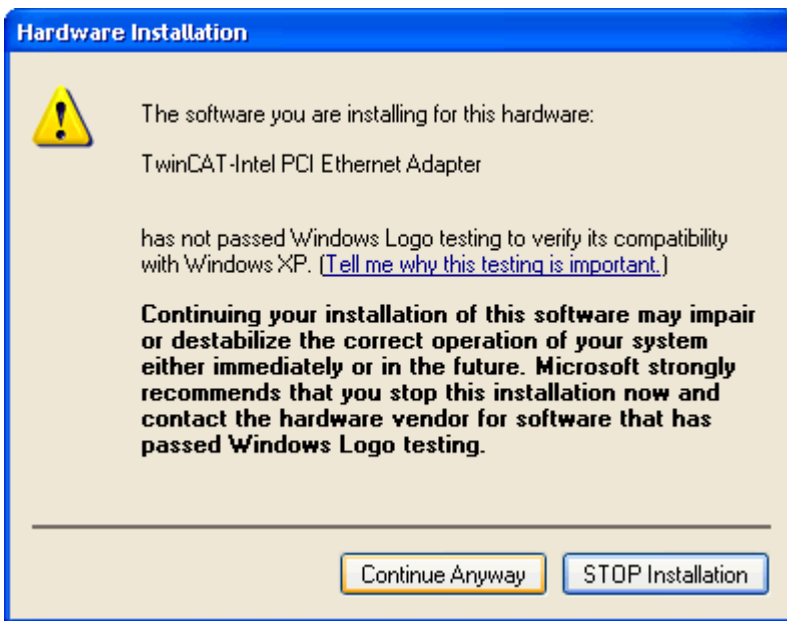 Hardware Installation
The software you are installing for this hardware:
TwinCAT-Intel PCI Ethernet Adapter
has not passed Windows Logo testing to verify its compatibility
with Windows XP. (Tell me why this testing is important.)
Continuing your installation of this software may impair
or destabilize the correct operation of your system
either immediately or in the future. Microsoft strongly
recommends that you stop this installation now and
contact the hardware vendor for software that has
passed Windows Logo testing.
Continue Anyway
STOP Installation